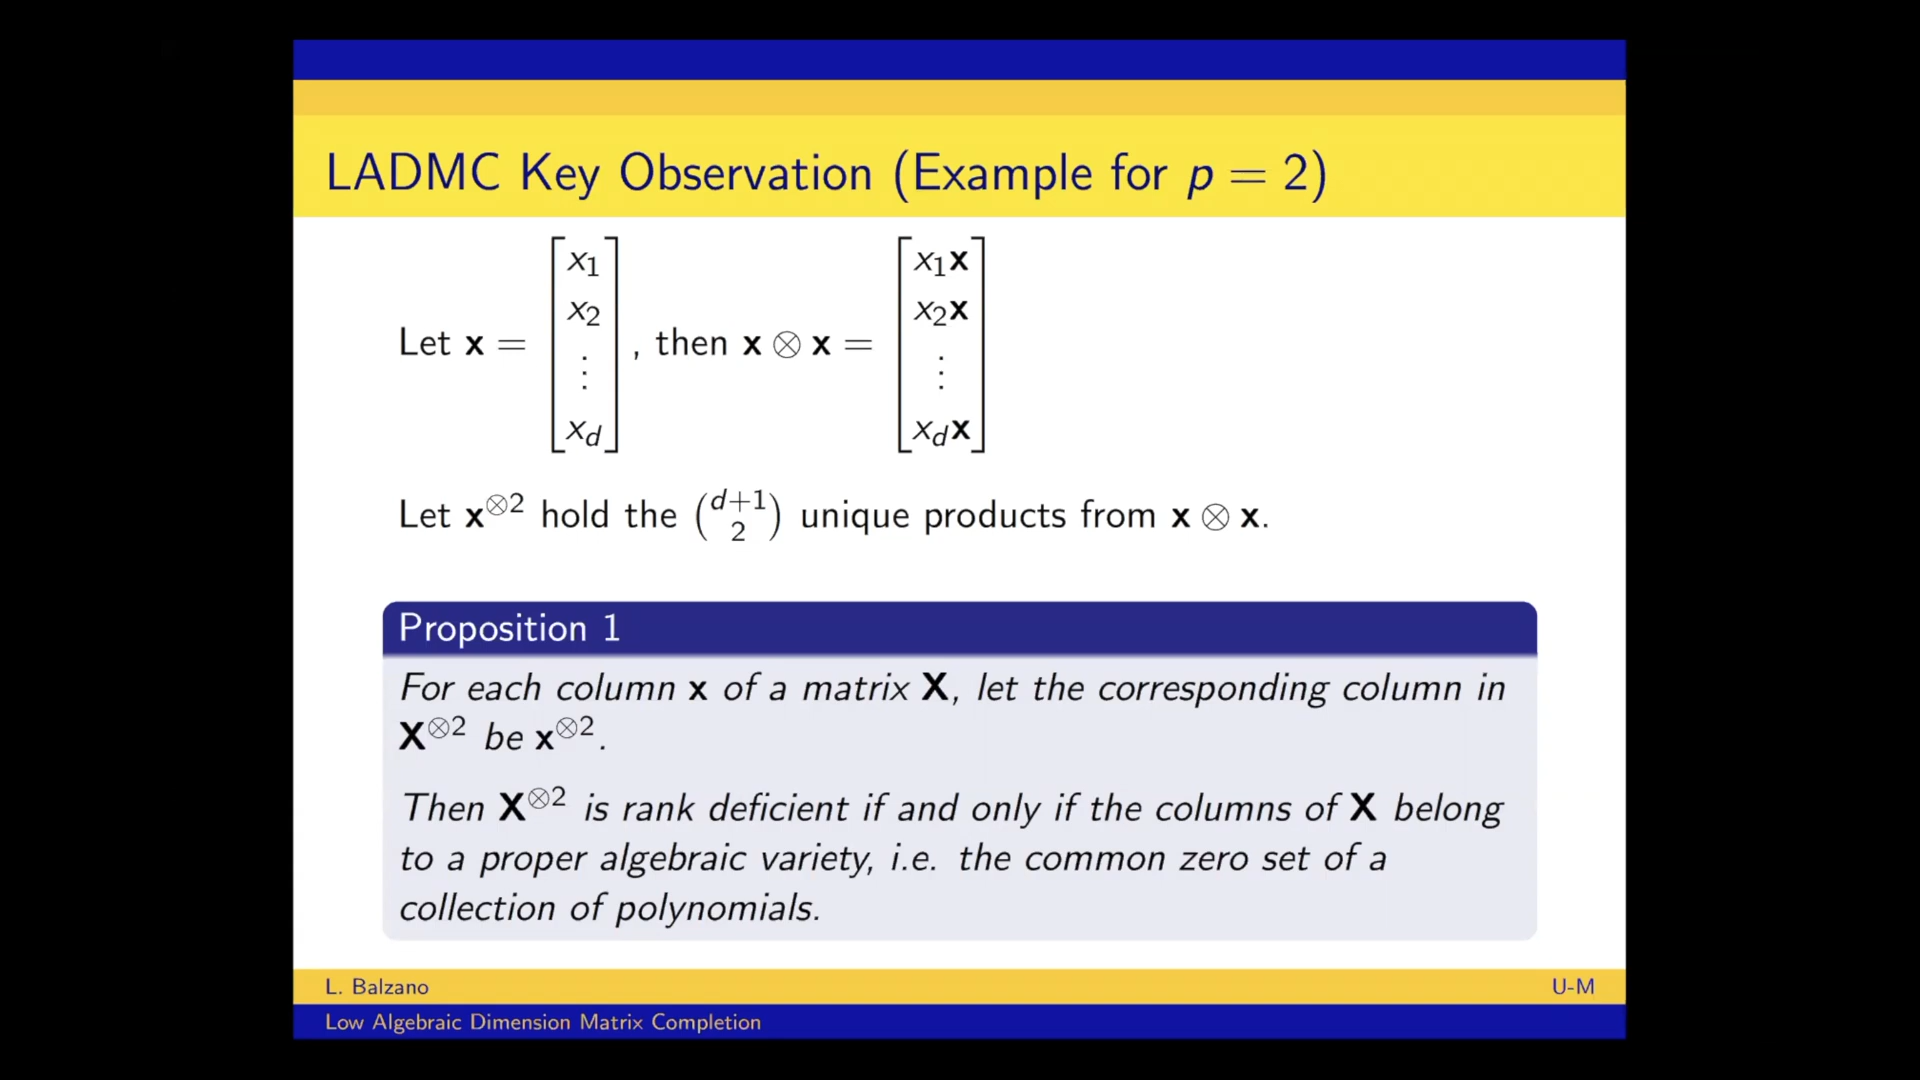 LADMC Key Observation (Example for p = 2)
Let x = [x₁ x₂ ⋮ x_d], then x ⊗ x = [x₁x x₂x ⋮ x_dx]
Let x^⊗2 hold the (d+1 2) unique products from x ⊗ x.
Proposition 1
For each column x of a matrix X, let the corresponding column in
X^⊗2 be x^⊗2.
Then X^⊗2 is rank deficient if and only if the columns of X belong
to a proper algebraic variety, i.e. the common zero set of a
collection of polynomials.
L. Balzano U-M
Low Algebraic Dimension Matrix Completion